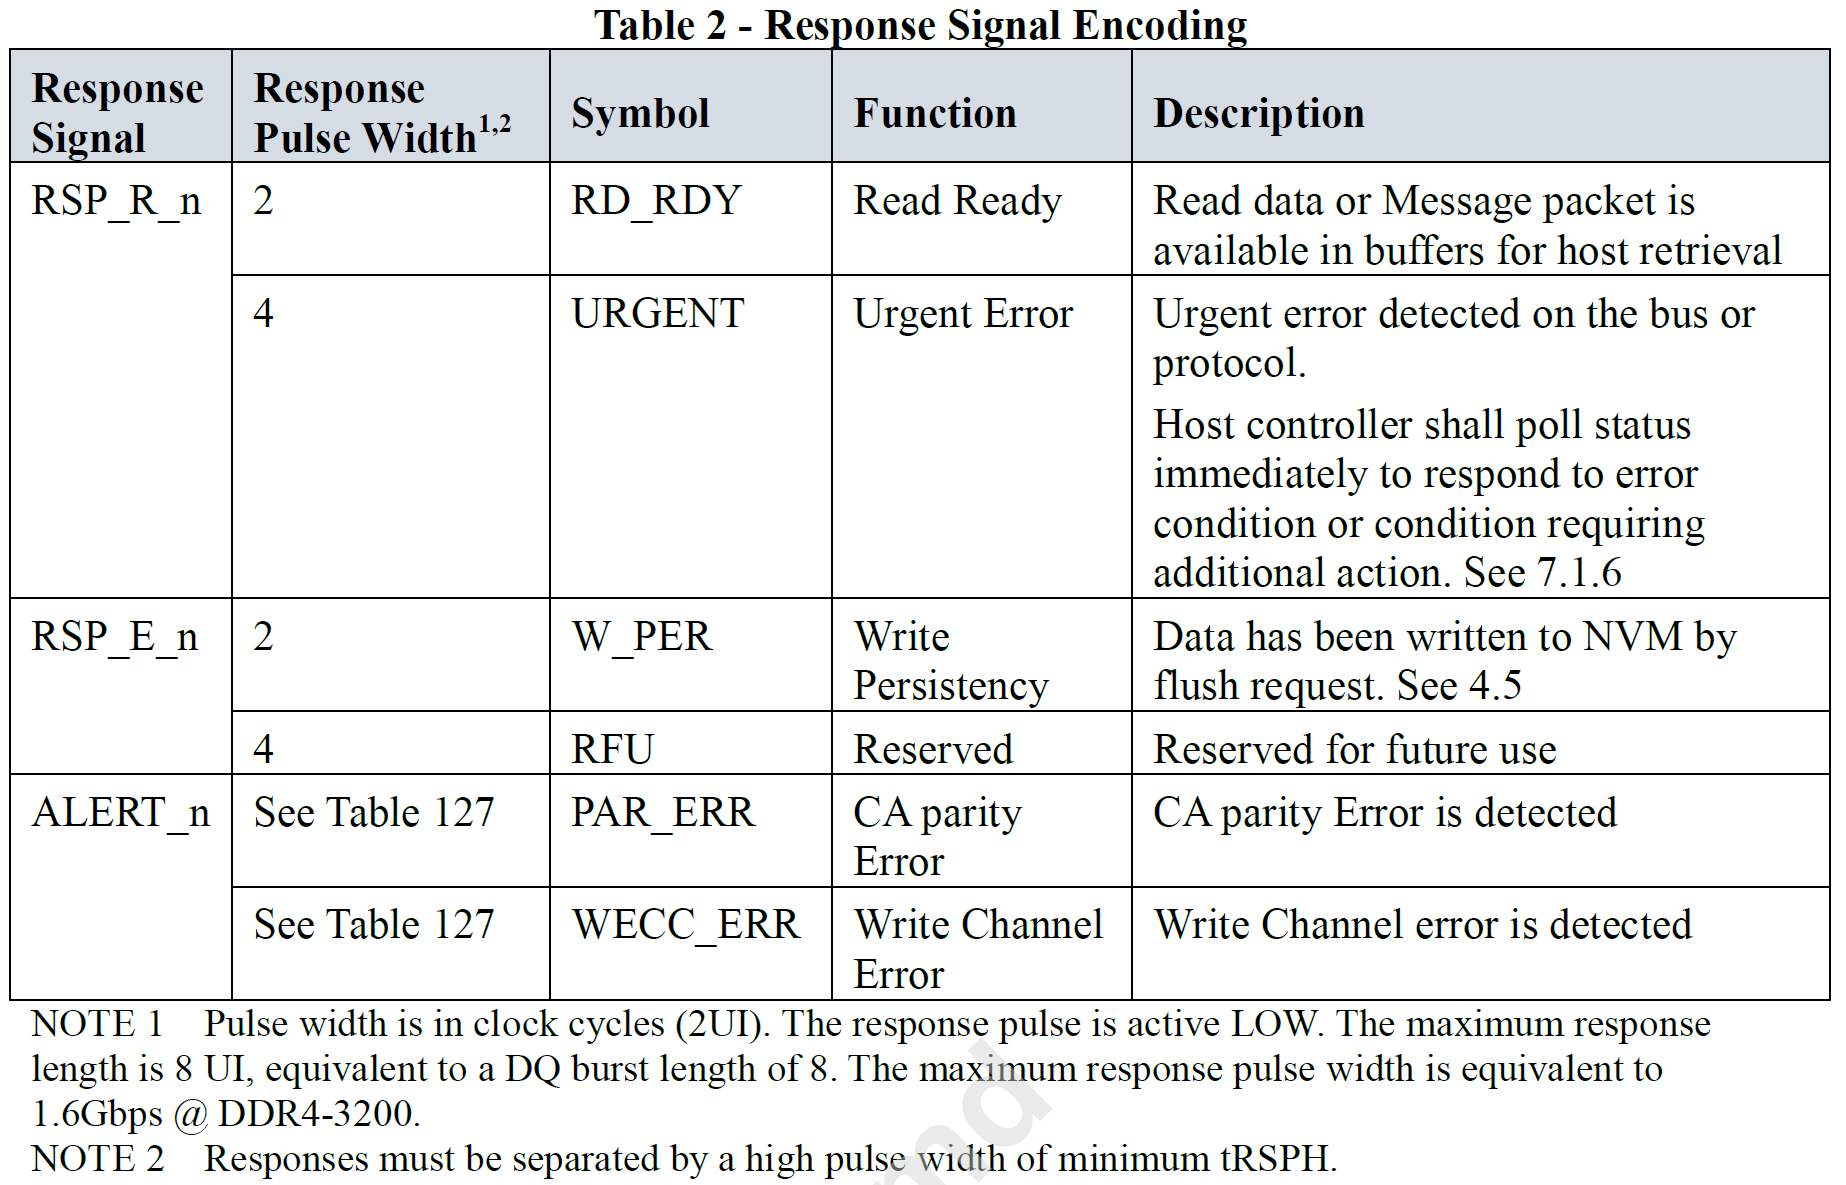 Table 2 - Response Signal Encoding
Response Signal | Response Pulse Width1,2 | Symbol | Function | Description
RSP_R_n | 2 | RD_RDY | Read Ready | Read data or Message packet is
available in buffers for host retrieval
4 | URGENT | Urgent Error | Urgent error detected on the bus or
protocol.
Host controller shall poll status
immediately to respond to error
condition or condition requiring
additional action. See 7.1.6
RSP_E_n | 2 | W_PER | Write Persistency | Data has been written to NVM by
flush request. See 4.5
4 | RFU | Reserved | Reserved for future use
ALERT_n | See Table 127 | PAR_ERR | CA parity Error | CA parity Error is detected
See Table 127 | WECC_ERR | Write Channel Error | Write Channel error is detected
NOTE 1 Pulse width is in clock cycles (2UI). The response pulse is active LOW. The maximum response
length is 8 UI, equivalent to a DQ burst length of 8. The maximum response pulse width is equivalent to
1.6Gbps @ DDR4-3200.
NOTE 2 Responses must be separated by a high pulse width of minimum tRSPH.